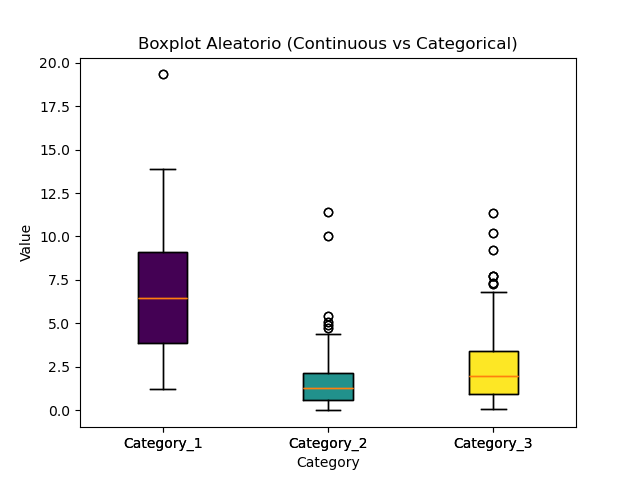 Boxplot Aleatorio (Continuous vs Categorical)
20.0
17.5
15.0
12.5
10.0
7.5
5.0
2.5
0.0
Value
Category_1 Category_2 Category_3
Category